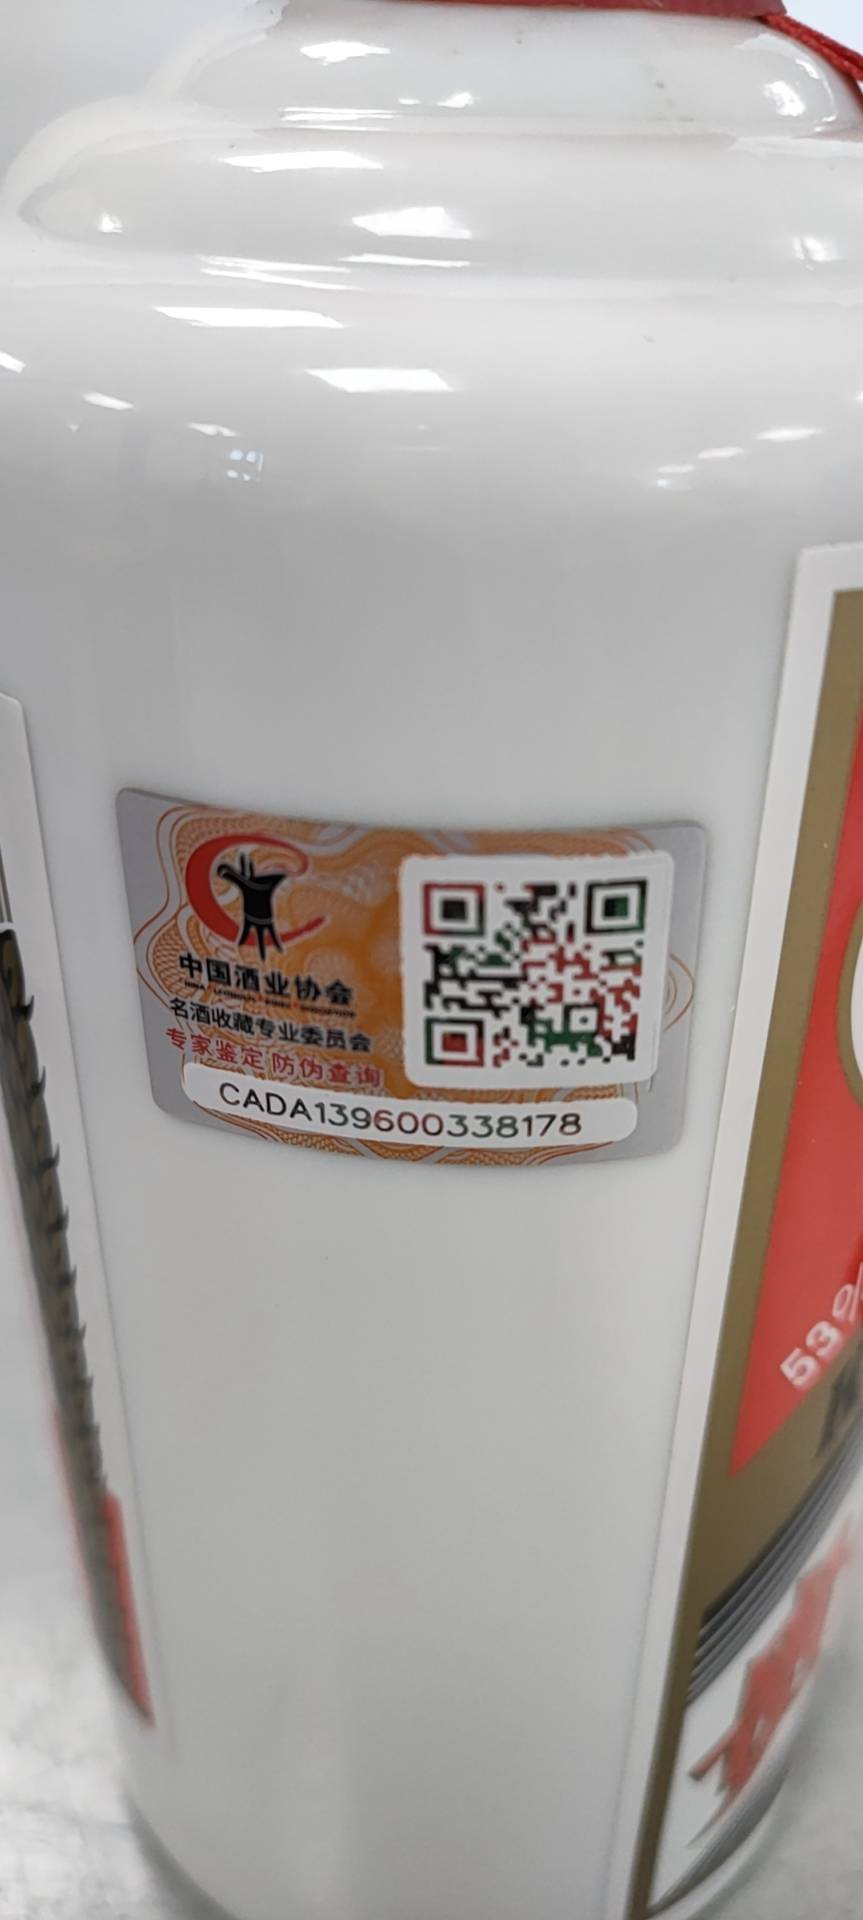 中国酒业协会
名酒收藏专业委员会
专家鉴定 防伪查询
CADA139600338178
53%